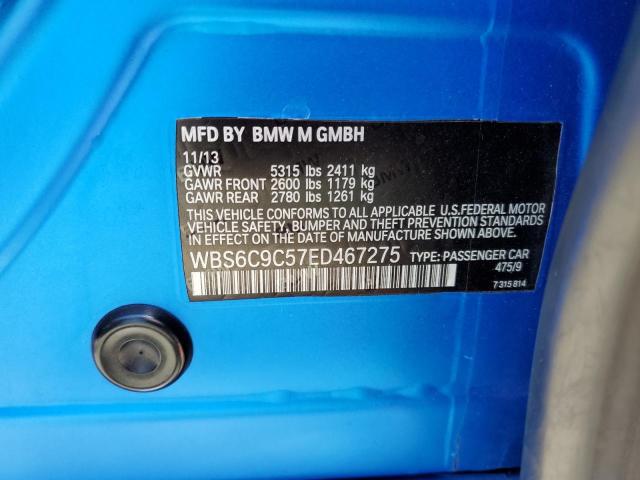 MFD BY BMW M GMBH
11/13
GVWR 5315 lbs 2411 kg
GAWR FRONT 2600 lbs 1179 kg
GAWR REAR 2780 lbs 1261 kg
THIS VEHICLE CONFORMS TO ALL APPLICABLE U.S.FEDERAL MOTOR
VEHICLE SAFETY, BUMPER AND THEFT PREVENTION STANDARDS
IN EFFECT ON THE DATE OF MANUFACTURE SHOWN ABOVE.
WBS6C9C57ED467275 TYPE: PASSENGER CAR
475/9
7 315 814